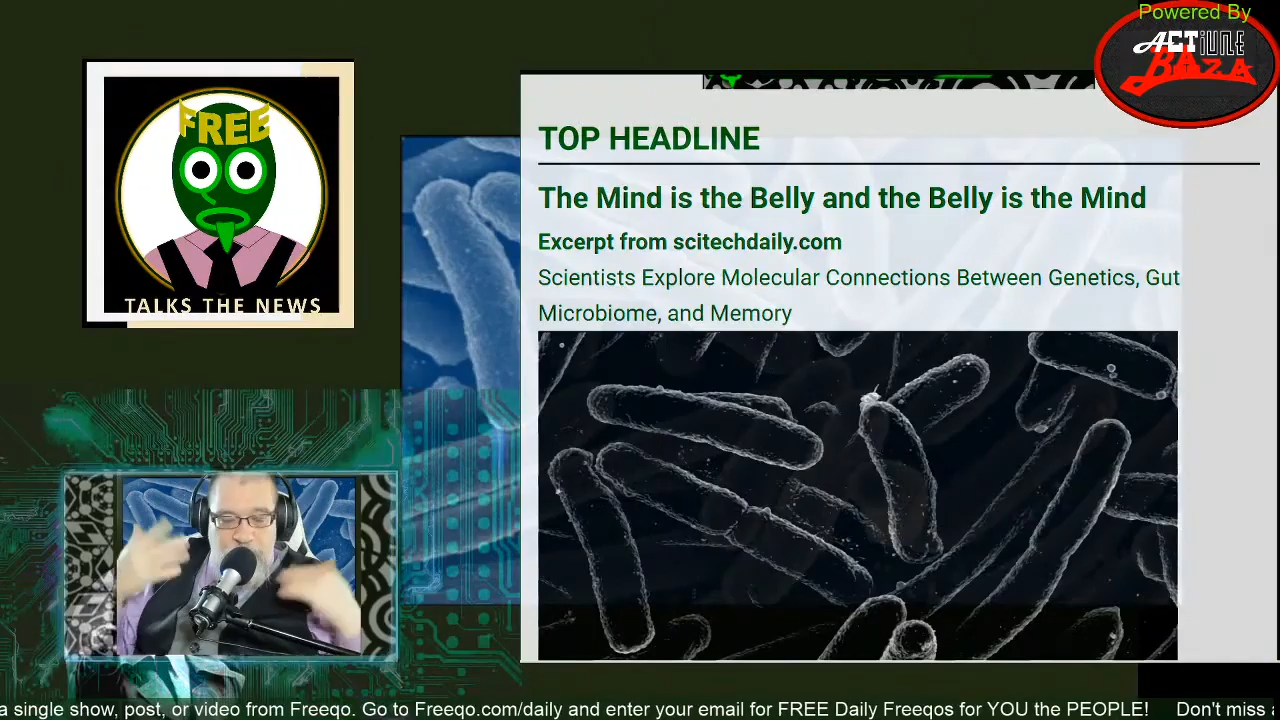 Powered By
ACTiUNE
BAZA
FREE
TALKS THE NEWS
TOP HEADLINE
The Mind is the Belly and the Belly is the Mind
Excerpt from scitechdaily.com
Scientists Explore Molecular Connections Between Genetics, Gut
Microbiome, and Memory
a single show, post, or video from Freeqo. Go to Freeqo.com/daily and enter your email for FREE Daily Freeqos for YOU the PEOPLE! Don't miss a